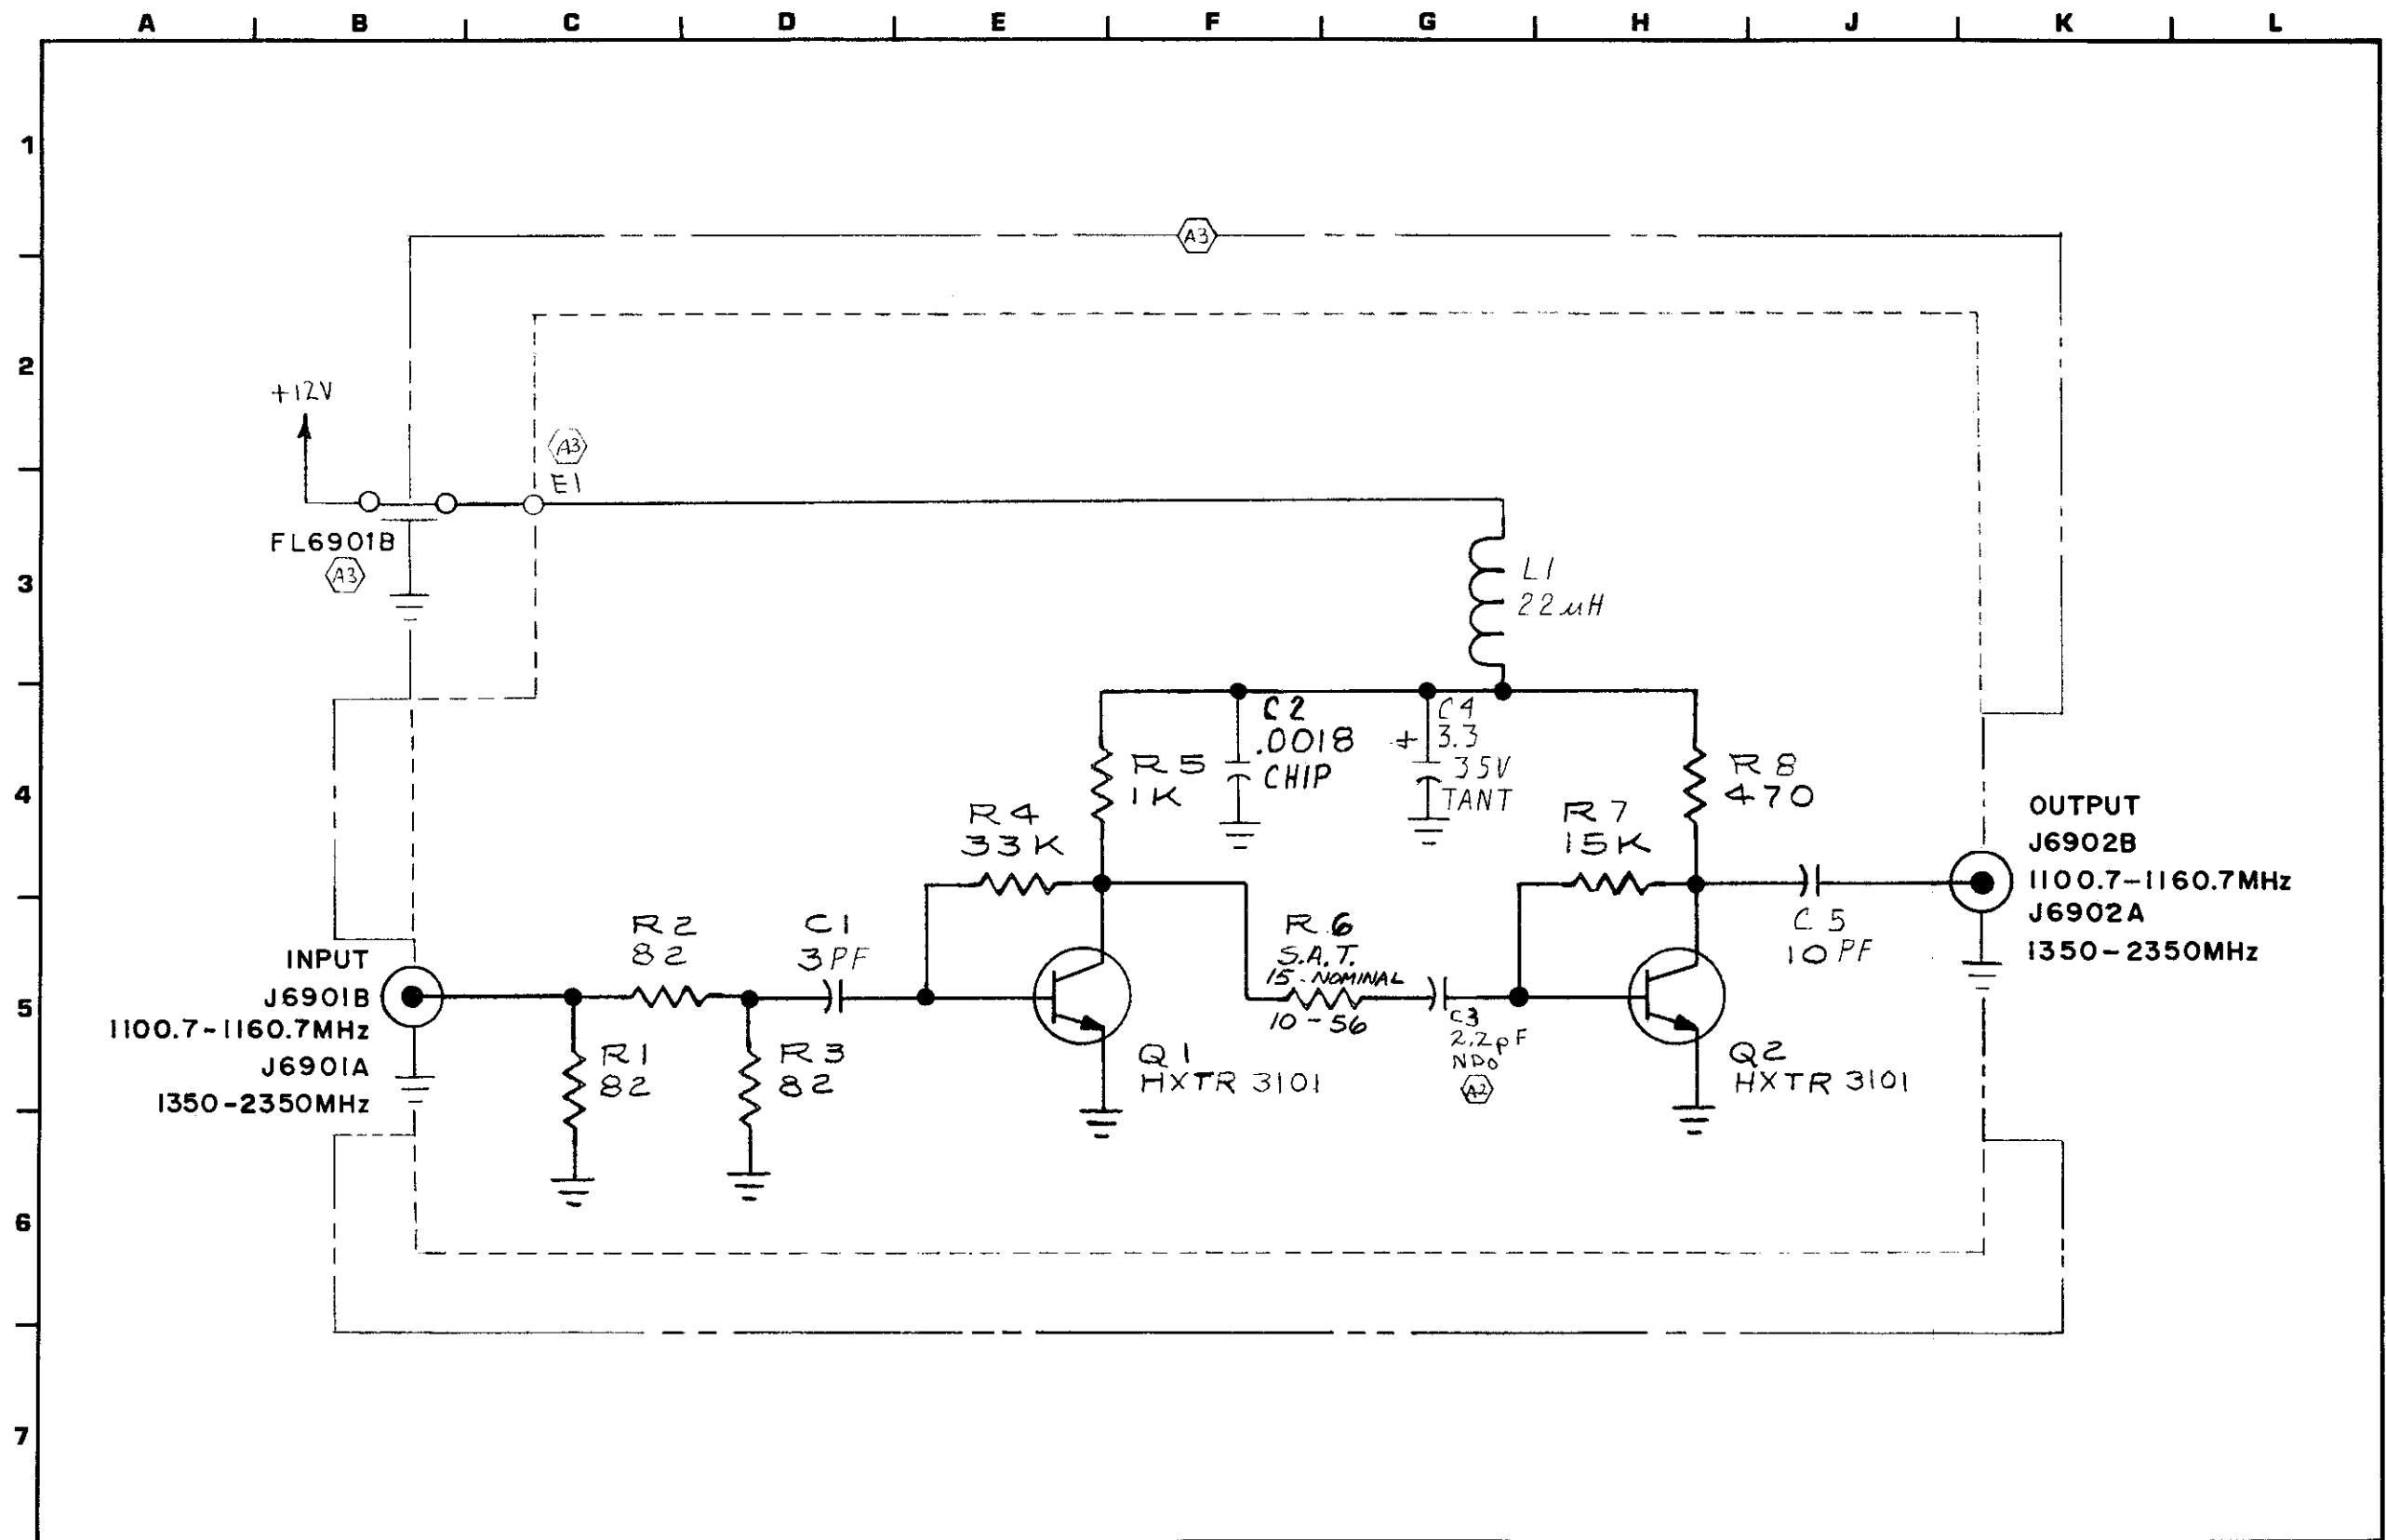 A B C D E F G H J K L
1
2
3
4
5
6
7
A3
+12V
A3
E1
FL6901B
A3
L1
22µH
C2
.0018
CHIP
C4
+ 3.3
35V
TANT
R5
1K
R8
470
R4
33K
R7
15K
OUTPUT
J6902B
1100.7-1160.7MHz
J6902A
1350-2350MHz
R2
82
C1
3PF
R.6
S.A.T.
15-NOMINAL
10-56
C5
10PF
INPUT
J6901B
1100.7-1160.7MHz
J6901A
1350-2350MHz
R1
82
R3
82
Q1
HXTR 3101
C3
2.2pF
NPO
A2
Q2
HXTR 3101